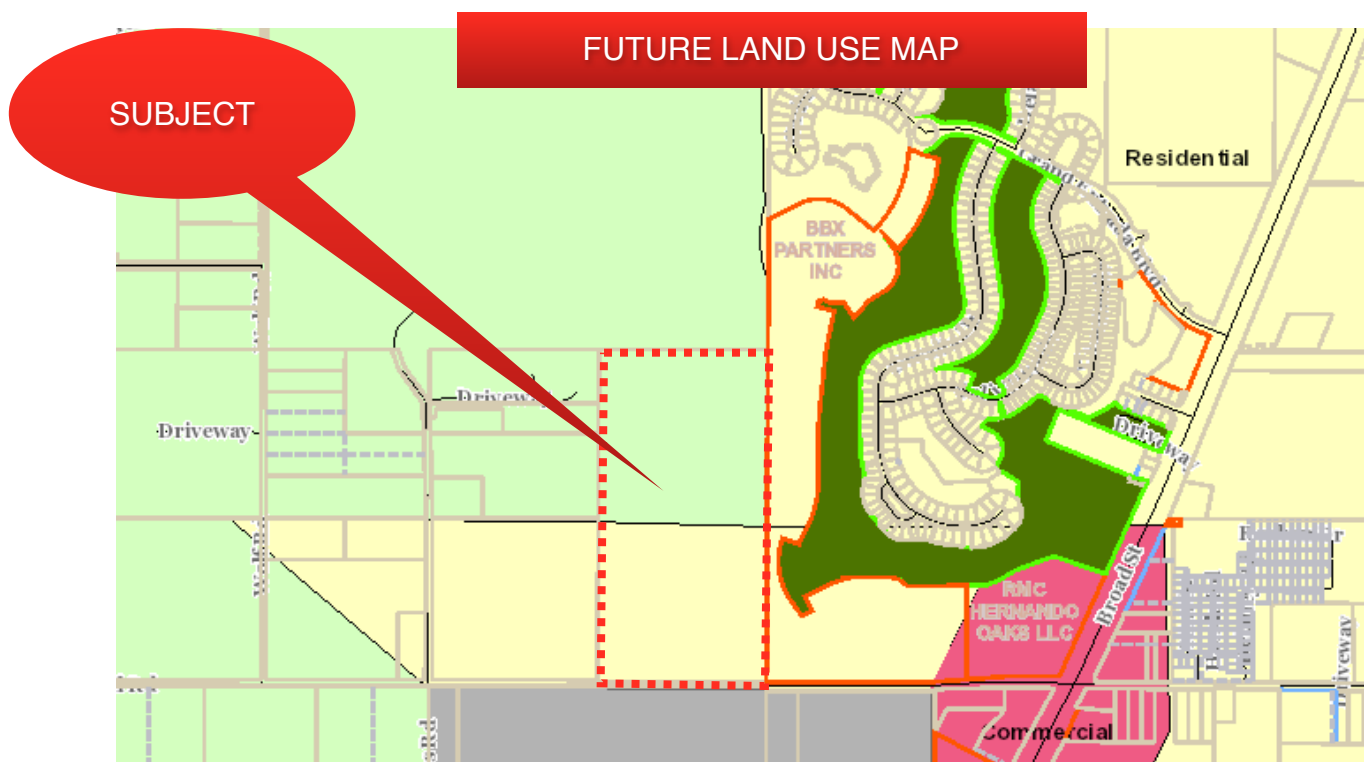 FUTURE LAND USE MAP
SUBJECT
Residential
BBX
PARTNERS
INC
Driveway
Driveway
Driveway
RNC
HERNANDO
OAKS LLC
Broad St
Driveway
Commercial